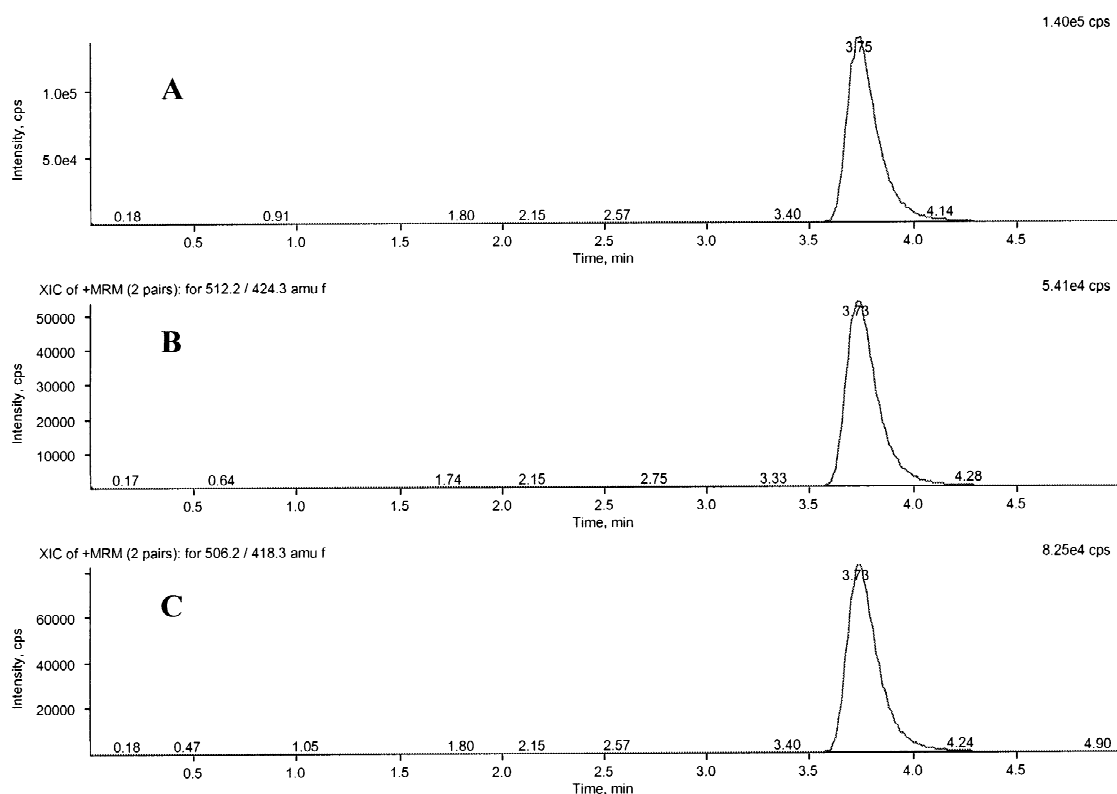 1.40e5 cps
3.75
A
1.0e5
Intensity, cps
5.0e4
0.18 0.91 1.80 2.15 2.57 3.40 4.14
0.5 1.0 1.5 2.0 2.5 3.0 3.5 4.0 4.5
Time, min
XIC of +MRM (2 pairs): for 512.2 / 424.3 amu f 5.41e4 cps
50000
3.73
B
40000
Intensity, cps
30000
20000
10000
0.17 0.64 1.74 2.15 2.75 3.33 4.28
0.5 1.0 1.5 2.0 2.5 3.0 3.5 4.0 4.5
Time, min
XIC of +MRM (2 pairs): for 506.2 / 418.3 amu f 8.25e4 cps
3.73
C
60000
Intensity, cps
40000
20000
0.18 0.47 1.05 1.80 2.15 2.57 3.40 4.24 4.90
0.5 1.0 1.5 2.0 2.5 3.0 3.5 4.0 4.5
Time, min